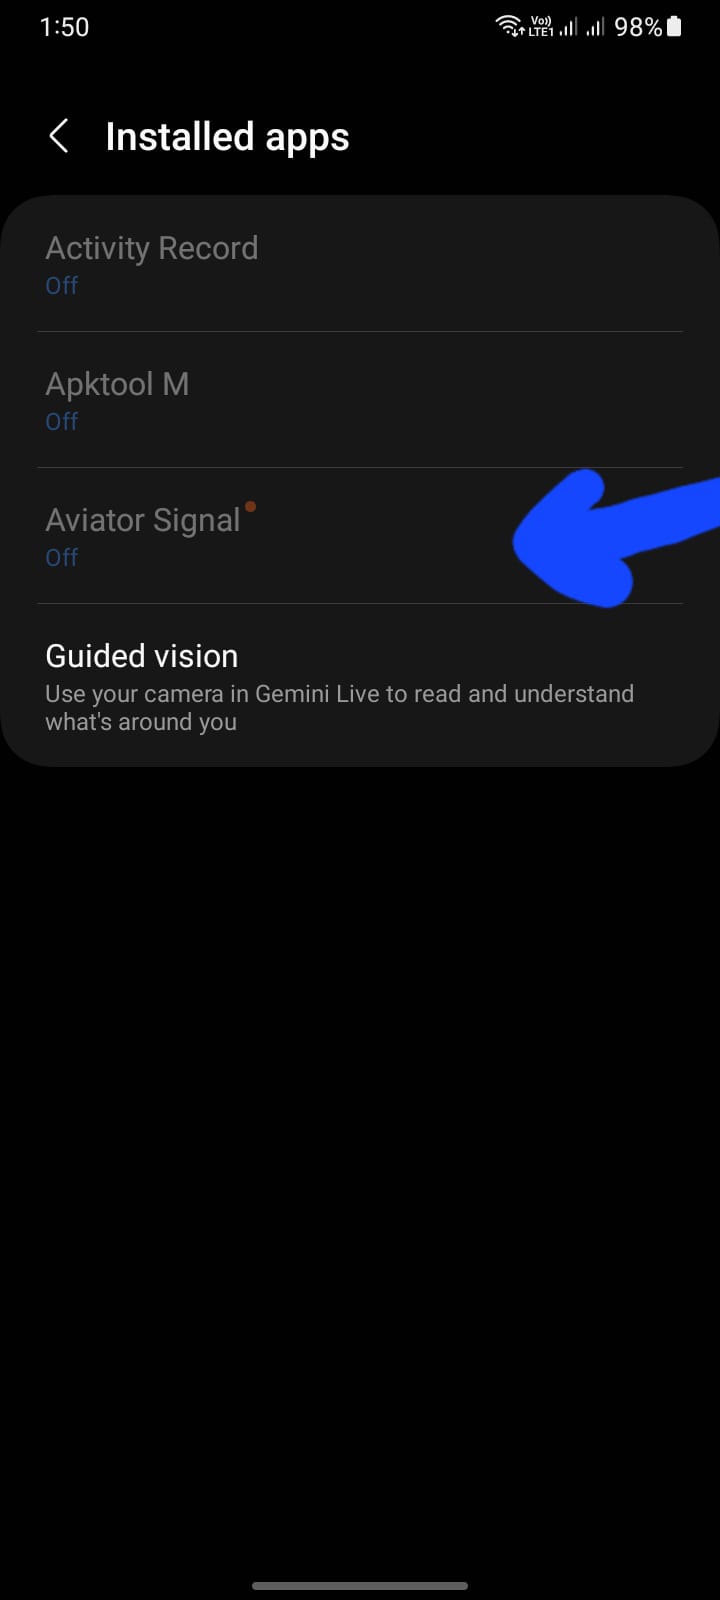 1:50 Vo)) LTE1 98%
Installed apps
Activity Record
Off
Apktool M
Off
Aviator Signal
Off
Guided vision
Use your camera in Gemini Live to read and understand
what's around you